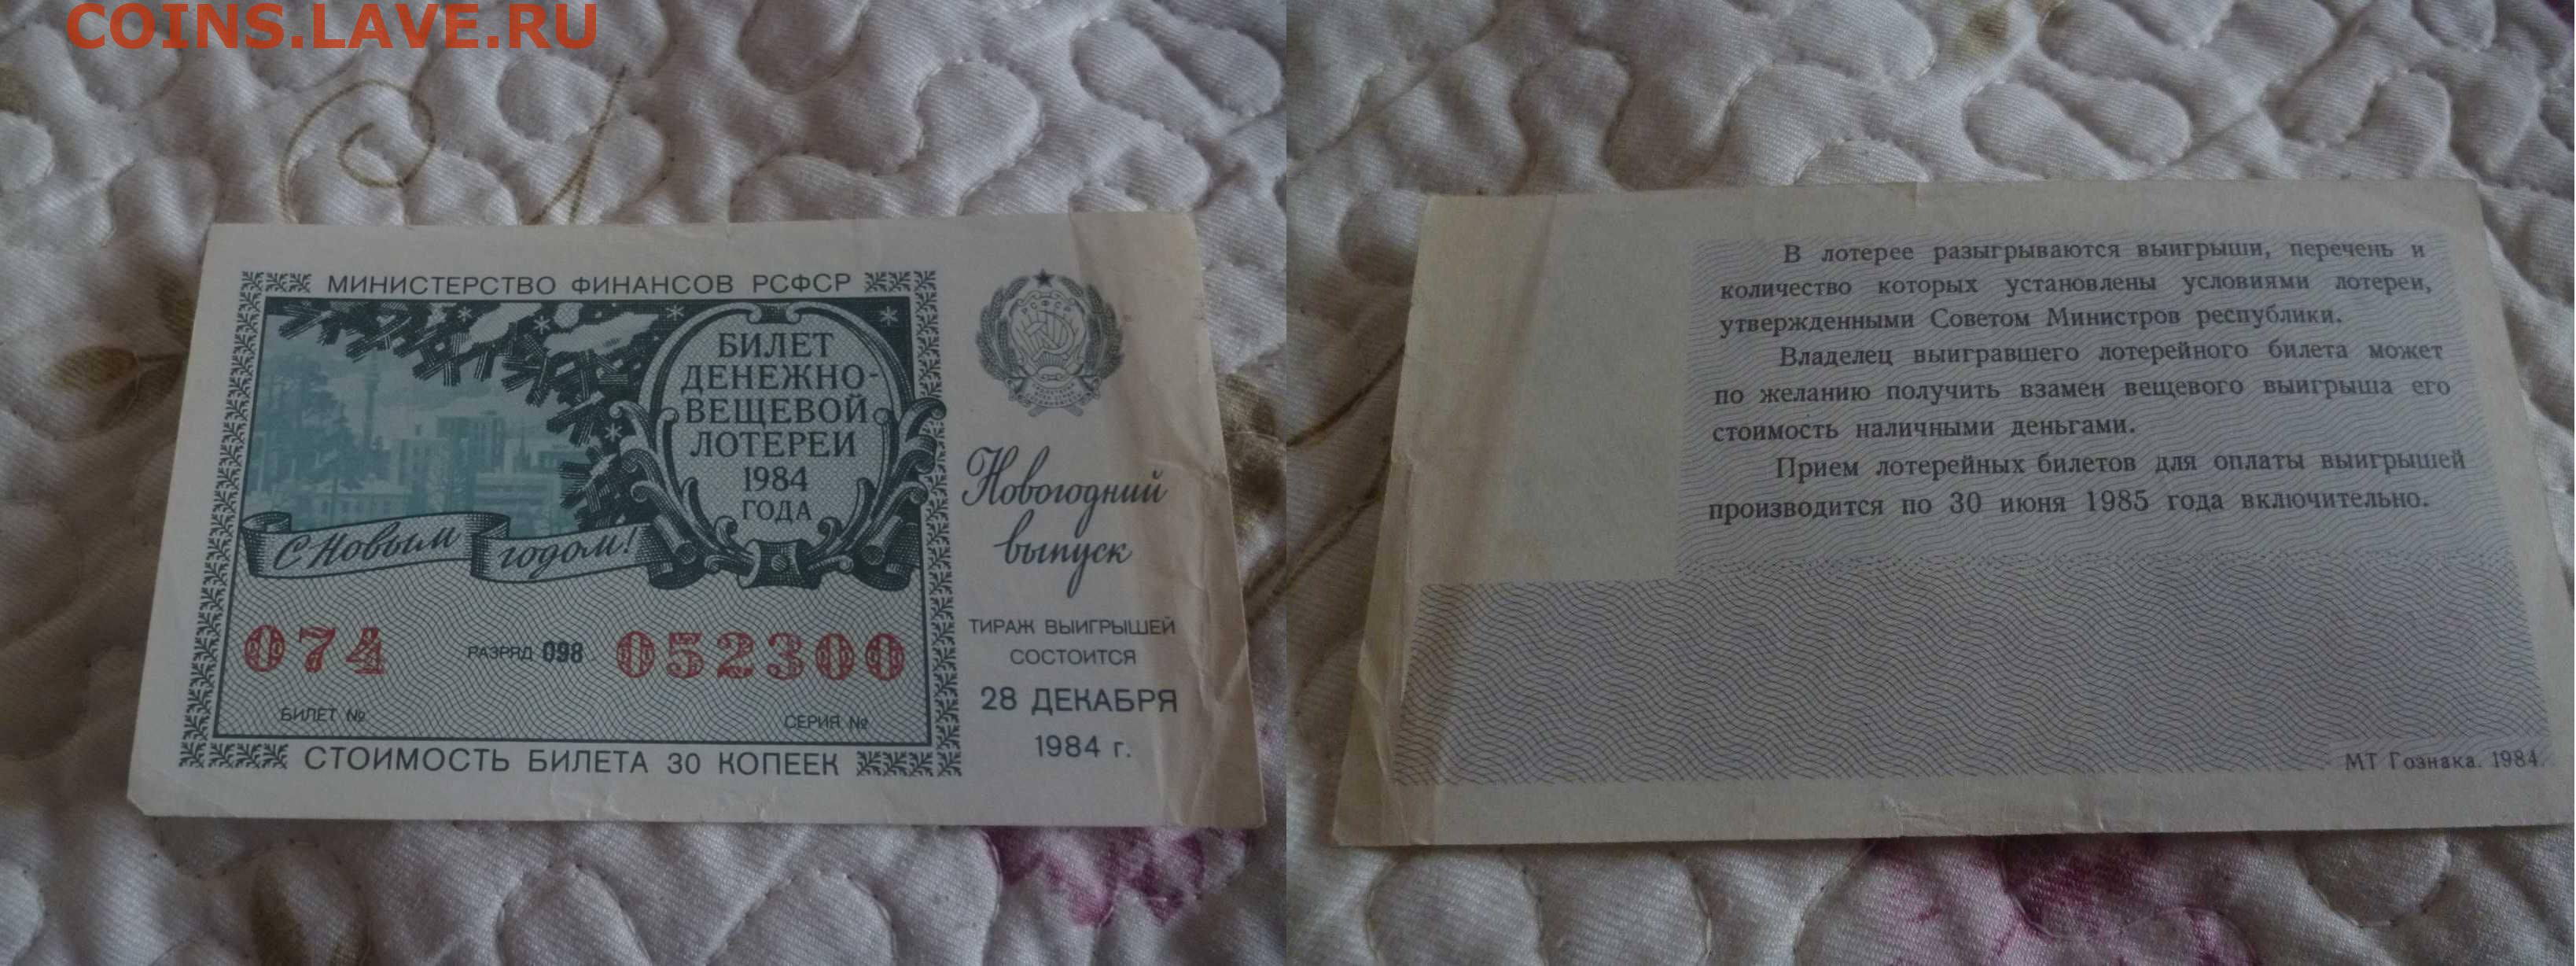 COINS.LAVE.RU
МИНИСТЕРСТВО ФИНАНСОВ РСФСР
БИЛЕТ
ДЕНЕЖНО-
ВЕЩЕВОЙ
ЛОТЕРЕИ
1984
ГОДА
С Новым годом!
074
РАЗРЯД 098
052300
БИЛЕТ №
СЕРИЯ №
СТОИМОСТЬ БИЛЕТА 30 КОПЕЕК
РСФСР
Новогодний
выпуск
ТИРАЖ ВЫИГРЫШЕЙ
СОСТОИТСЯ
28 ДЕКАБРЯ
1984 г.
В лотерее разыгрываются выигрыши, перечень и
количество которых установлены условиями лотереи,
утвержденными Советом Министров республики.
Владелец выигравшего лотерейного билета может
по желанию получить взамен вещевого выигрыша его
стоимость наличными деньгами.
Прием лотерейных билетов для оплаты выигрышей
производится по 30 июня 1985 года включительно.
МТ Гознака. 1984.